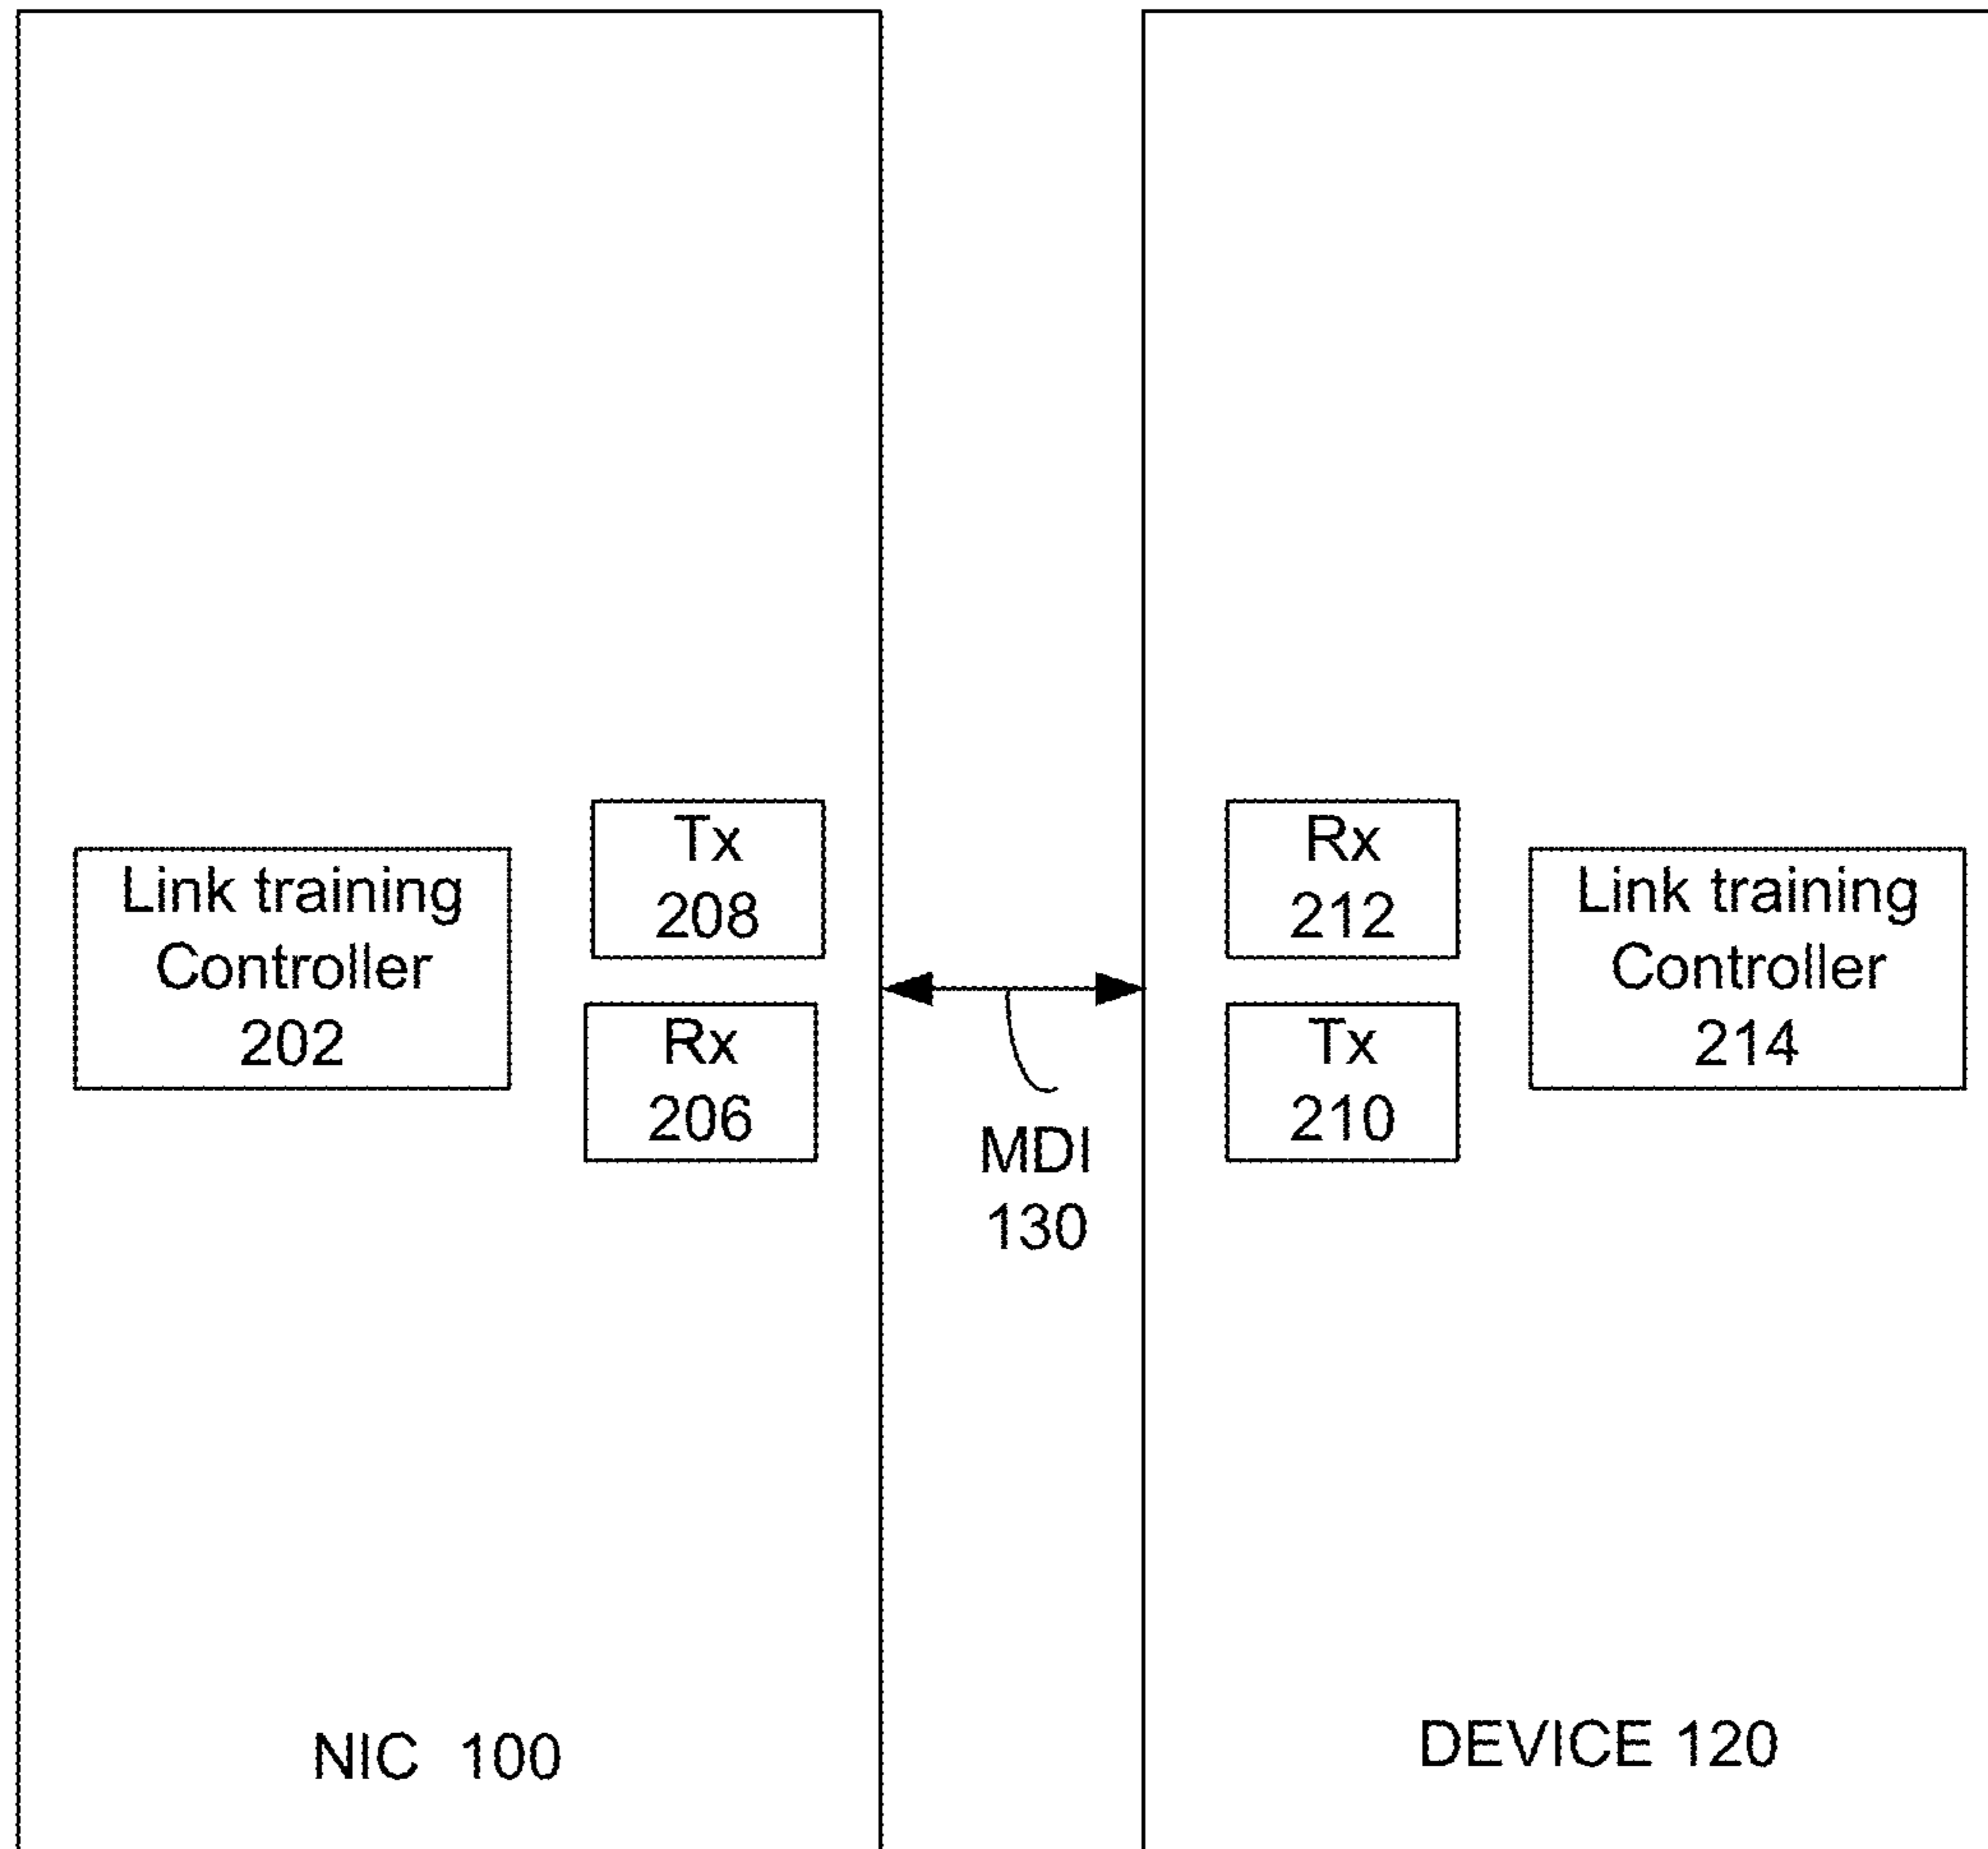 Tx
208
Link training
Controller
202
Rx
206
MDI
130
Rx
212
Tx
210
Link training
Controller
214
NIC 100
DEVICE 120